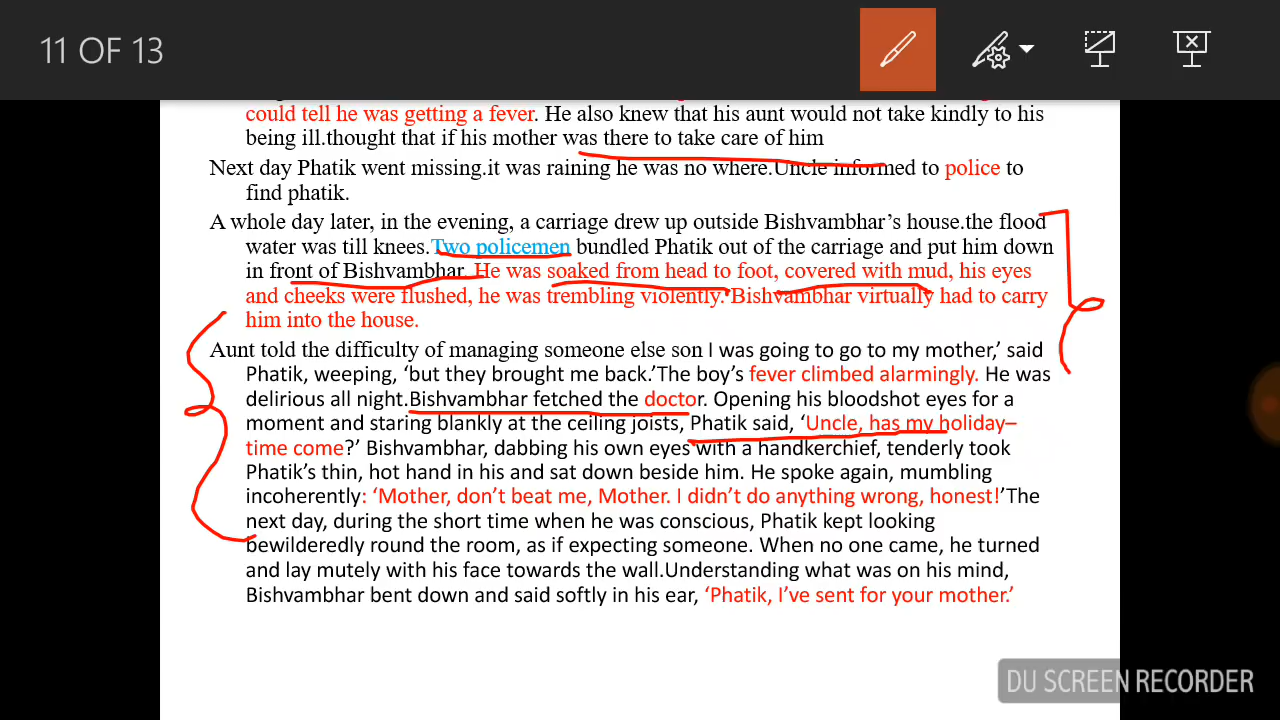 11 OF 13
could tell he was getting a fever. He also knew that his aunt would not take kindly to his
being ill.thought that if his mother was there to take care of him
Next day Phatik went missing.it was raining he was no where.Uncle informed to police to
find phatik.
A whole day later, in the evening, a carriage drew up outside Bishvambhar’s house.the flood
water was till knees.Two policemen bundled Phatik out of the carriage and put him down
in front of Bishvambhar. He was soaked from head to foot, covered with mud, his eyes
and cheeks were flushed, he was trembling violently. Bishvambhar virtually had to carry
him into the house.
Aunt told the difficulty of managing someone else son I was going to go to my mother,’ said
Phatik, weeping, ‘but they brought me back.’The boy’s fever climbed alarmingly. He was
delirious all night.Bishvambhar fetched the doctor. Opening his bloodshot eyes for a
moment and staring blankly at the ceiling joists, Phatik said, ‘Uncle, has my holiday–
time come?’ Bishvambhar, dabbing his own eyes with a handkerchief, tenderly took
Phatik’s thin, hot hand in his and sat down beside him. He spoke again, mumbling
incoherently: ‘Mother, don’t beat me, Mother. I didn’t do anything wrong, honest!’The
next day, during the short time when he was conscious, Phatik kept looking
bewilderedly round the room, as if expecting someone. When no one came, he turned
and lay mutely with his face towards the wall.Understanding what was on his mind,
Bishvambhar bent down and said softly in his ear, ‘Phatik, I’ve sent for your mother.’
DU SCREEN RECORDER